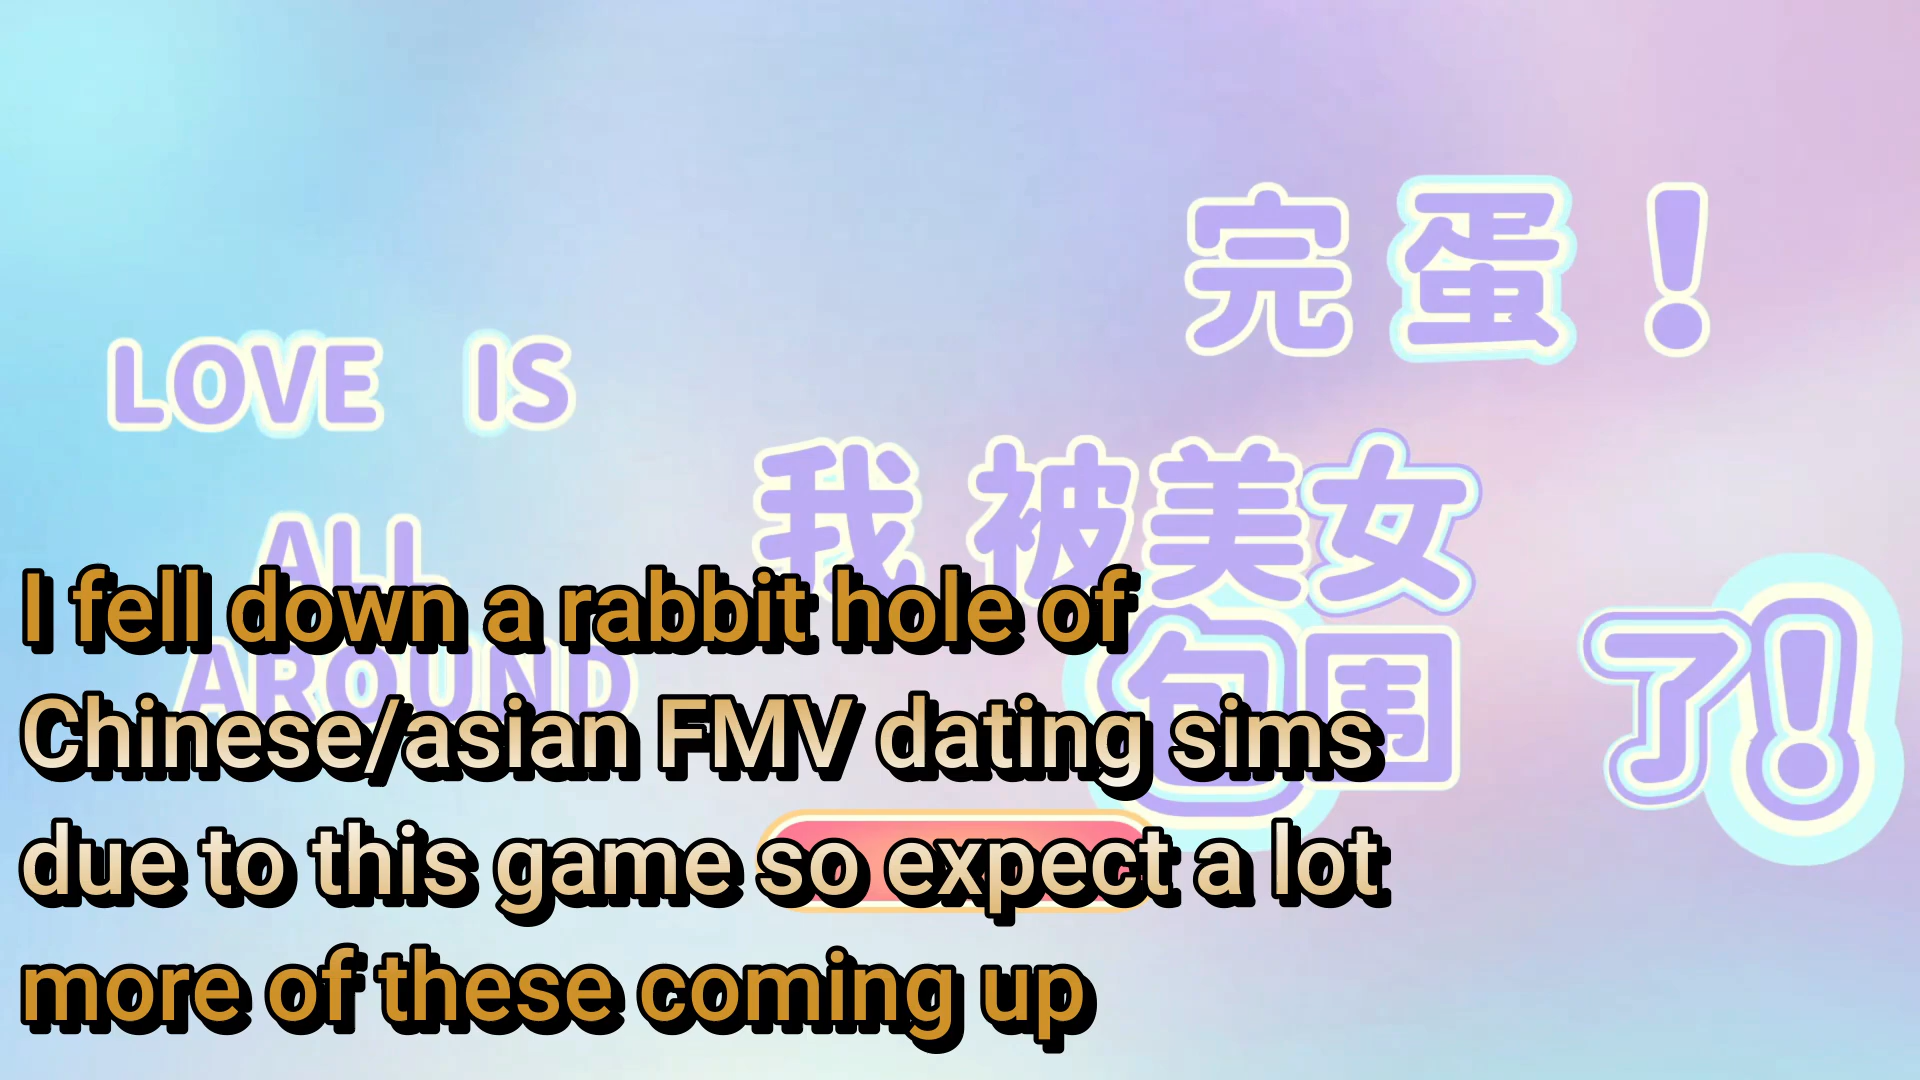 完蛋！
LOVE IS
我被美女
ALL
包围了！
AROUND
I fell down a rabbit hole of
Chinese/asian FMV dating sims
due to this game so expect a lot
more of these coming up